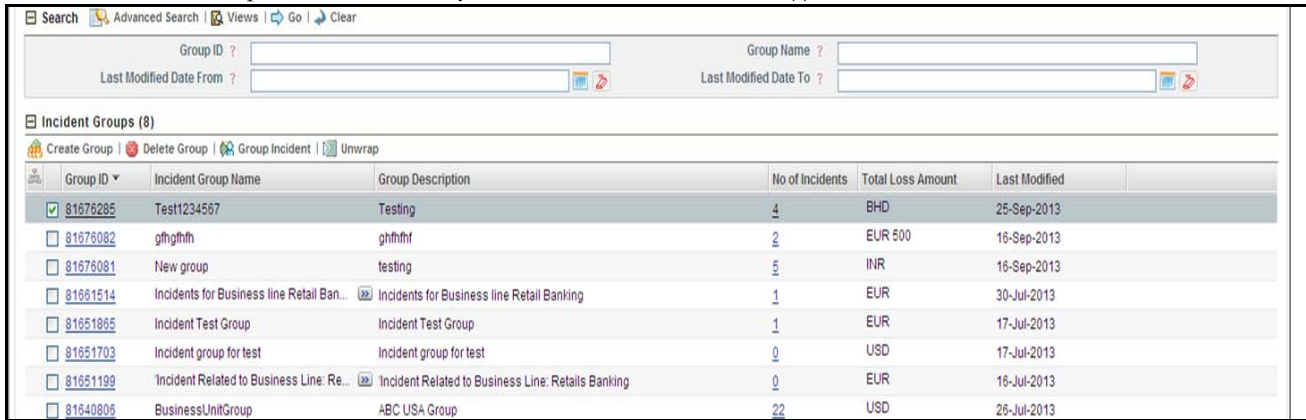 Search Advanced Search | Views | Go | Clear
Group ID ? Group Name ?
Last Modified Date From ? Last Modified Date To ?
Incident Groups (8)
Create Group | Delete Group | Group Incident | Unwrap
Group ID Incident Group Name Group Description No of Incidents Total Loss Amount Last Modified
81676285 Test1234567 Testing 4 BHD 25-Sep-2013
81676082 gfhgfhfh ghfhfhf 2 EUR 500 16-Sep-2013
81676081 New group testing 5 INR 16-Sep-2013
81661514 Incidents for Business line Retail Ban... Incidents for Business line Retail Banking 1 EUR 30-Jul-2013
81651865 Incident Test Group Incident Test Group 1 EUR 17-Jul-2013
81651703 Incident group for test Incident group for test 0 USD 17-Jul-2013
81651199 'Incident Related to Business Line: Re... 'Incident Related to Business Line: Retails Banking 0 EUR 16-Jul-2013
81640806 BusinessUnitGroup ABC USA Group 22 USD 26-Jul-2013